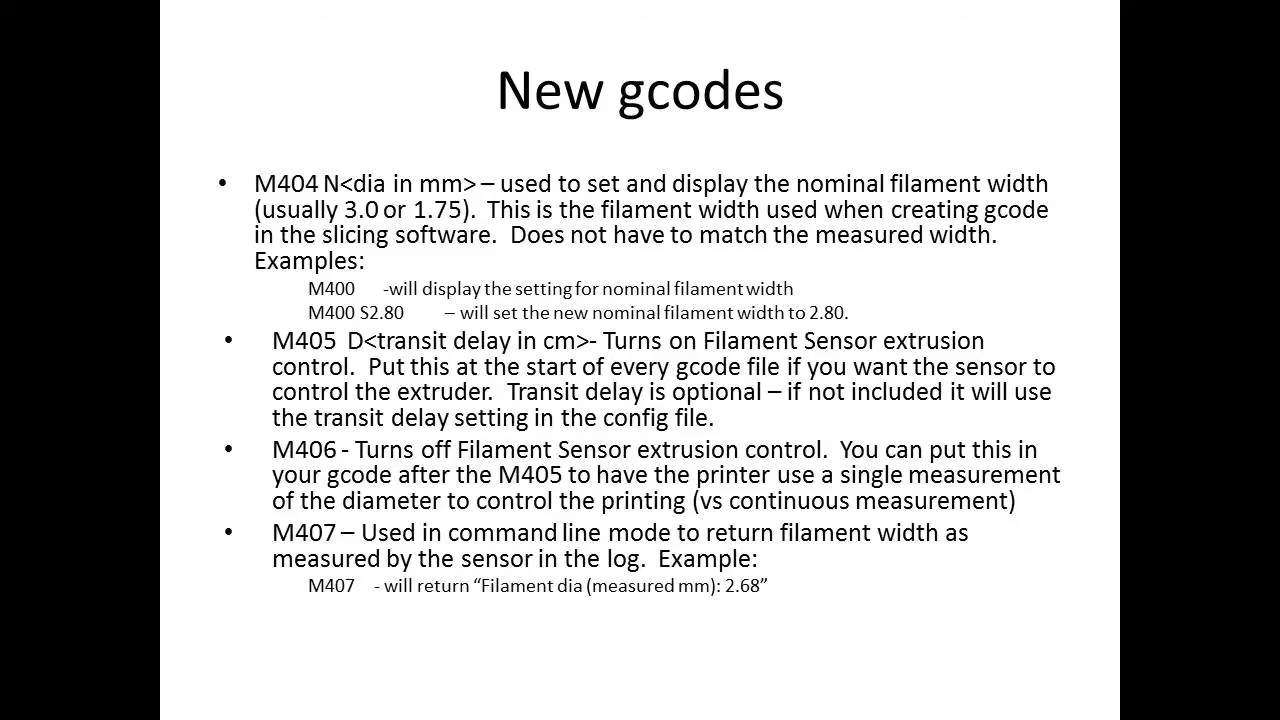 New gcodes
• M404 N<dia in mm> – used to set and display the nominal filament width
(usually 3.0 or 1.75). This is the filament width used when creating gcode
in the slicing software. Does not have to match the measured width.
Examples:
M400 -will display the setting for nominal filament width
M400 S2.80 – will set the new nominal filament width to 2.80.
• M405 D<transit delay in cm>- Turns on Filament Sensor extrusion
control. Put this at the start of every gcode file if you want the sensor to
control the extruder. Transit delay is optional – if not included it will use
the transit delay setting in the config file.
• M406 - Turns off Filament Sensor extrusion control. You can put this in
your gcode after the M405 to have the printer use a single measurement
of the diameter to control the printing (vs continuous measurement)
• M407 – Used in command line mode to return filament width as
measured by the sensor in the log. Example:
M407 - will return “Filament dia (measured mm): 2.68”